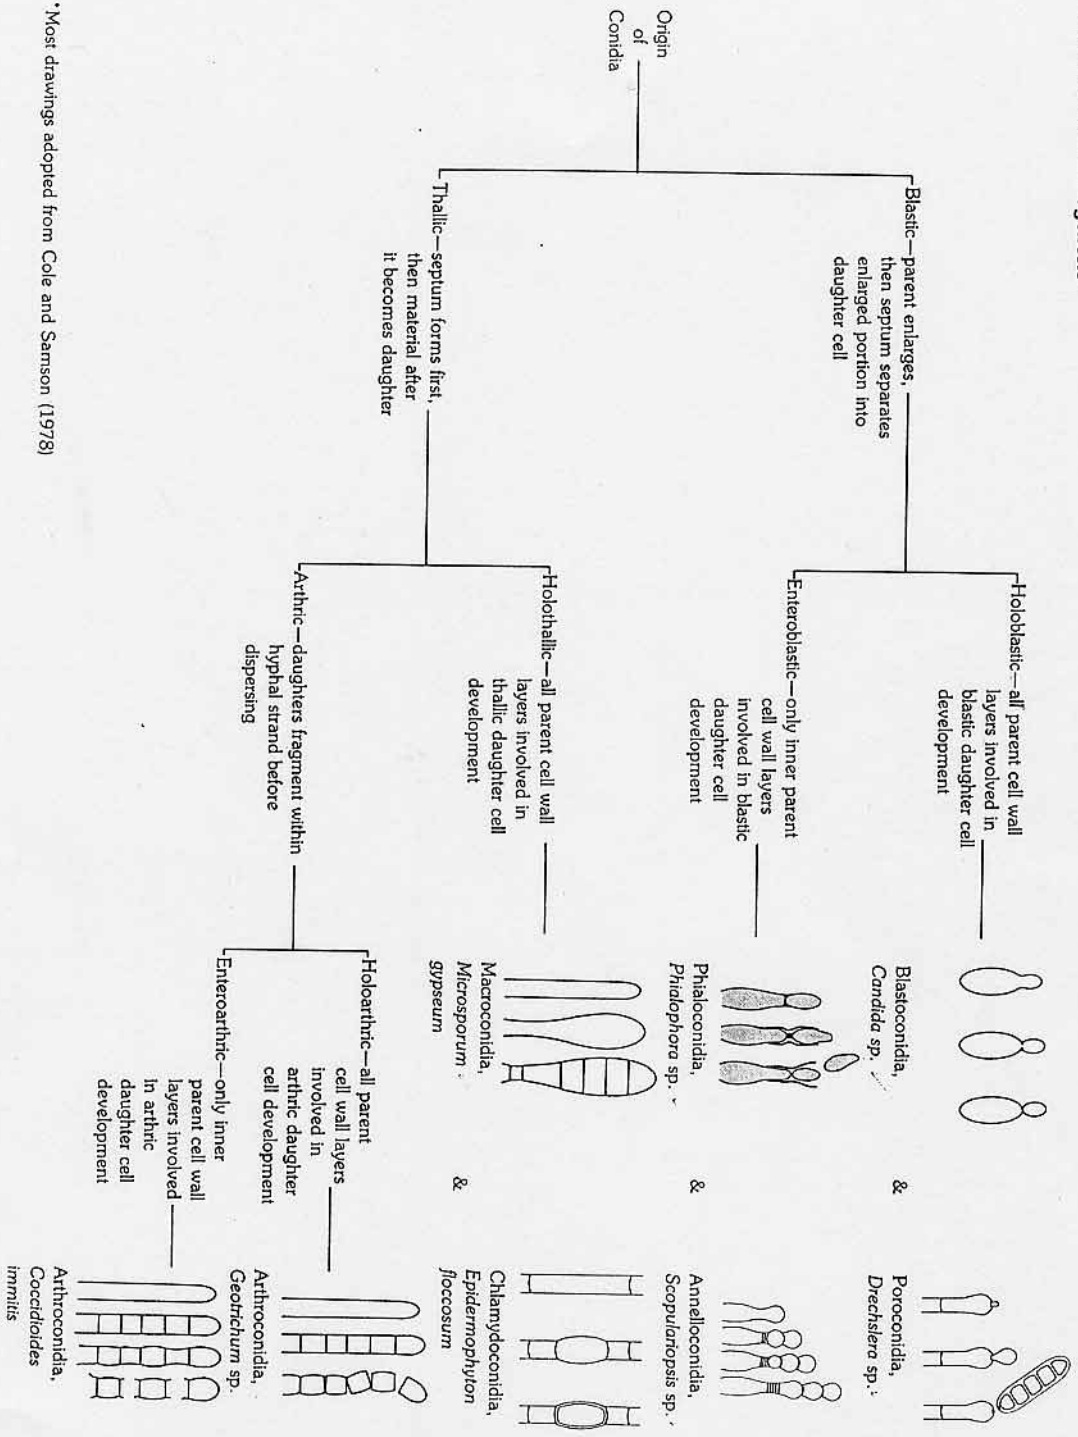 Origin
of
Conidia
Blastic—parent enlarges,
then septum separates
enlarged portion into
daughter cell
Holoblastic—all parent cell wall
layers involved in
blastic daughter cell
development
Blastoconidia,
Candida sp.
&
Poroconidia,
Drechslera sp.
Enteroblastic—only inner parent
cell wall layers
involved in blastic
daughter cell
development
Phialoconidia,
Phialophora sp.
&
Annelloconidia,
Scopulariopsis sp.
Thallic—septum forms first,
then material after
it becomes daughter
Holothallic—all parent cell wall
layers involved in
thallic daughter cell
development
Macroconidia,
Microsporum
gypseum
&
Chlamydoconidia,
Epidermophyton
floccosum
Arthric—daughters fragment within
hyphal strand before
dispersing
Holoarthric—all parent
cell wall layers
involved in
arthric daughter
cell development
Arthroconidia,
Geotrichum sp.
Enteroarthric—only inner
parent cell wall
layers involved
in arthric
daughter cell
development
Arthroconidia,
Coccidioides
immitis
*Most drawings adopted from Cole and Samson (1978)